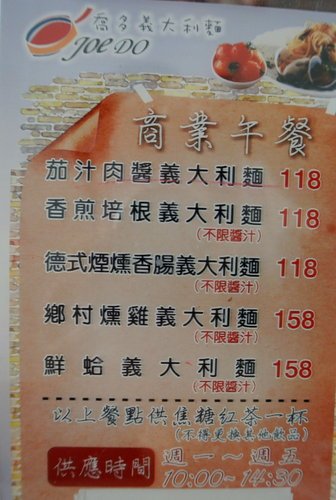 喬多義大利麵
JOE DO
商業午餐
茄汁肉醬義大利麵 118
香煎培根義大利麵 118
(不限醬汁)
德式煙燻香腸義大利麵 118
(不限醬汁)
鄉村燻雞義大利麵 158
(不限醬汁)
鮮蛤義大利麵 158
(不限醬汁)
以上餐點供焦糖紅茶一杯
(不得更換其他飲品)
供應時間 週一～週五
10:00~14:30